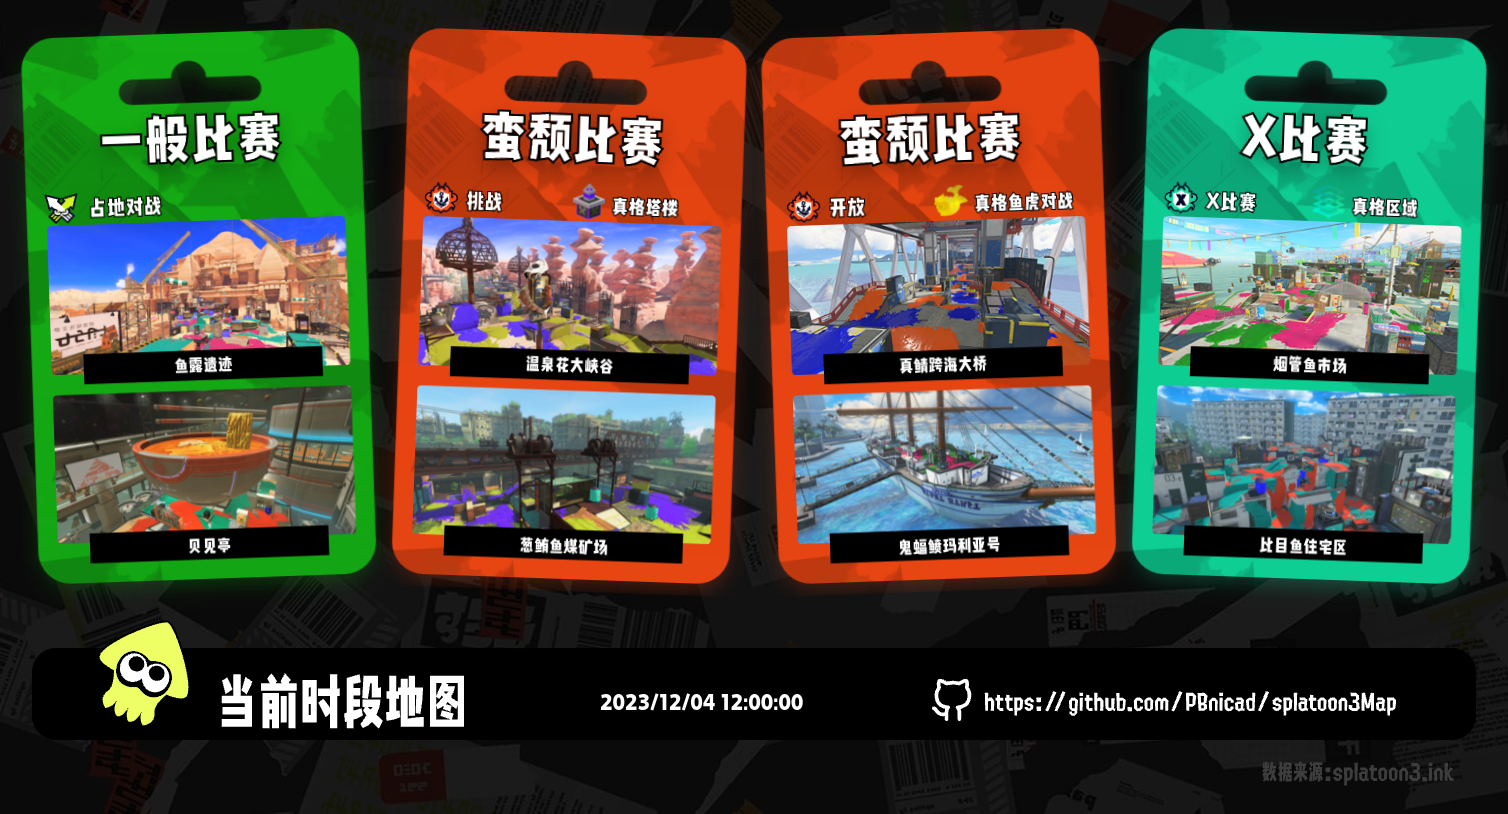 一般比赛
占地对战
鱼露遗迹
贝贝亭
蛮颓比赛
挑战
真格塔楼
温泉花大峡谷
葱鲔鱼煤矿场
蛮颓比赛
开放
真格鱼虎对战
真鲭跨海大桥
鬼蝠鲼玛利亚号
X比赛
X比赛
真格区域
烟管鱼市场
比目鱼住宅区
当前时段地图
2023/12/04 12:00:00
https://github.com/PBnicad/splatoon3Map
数据来源:splatoon3.ink